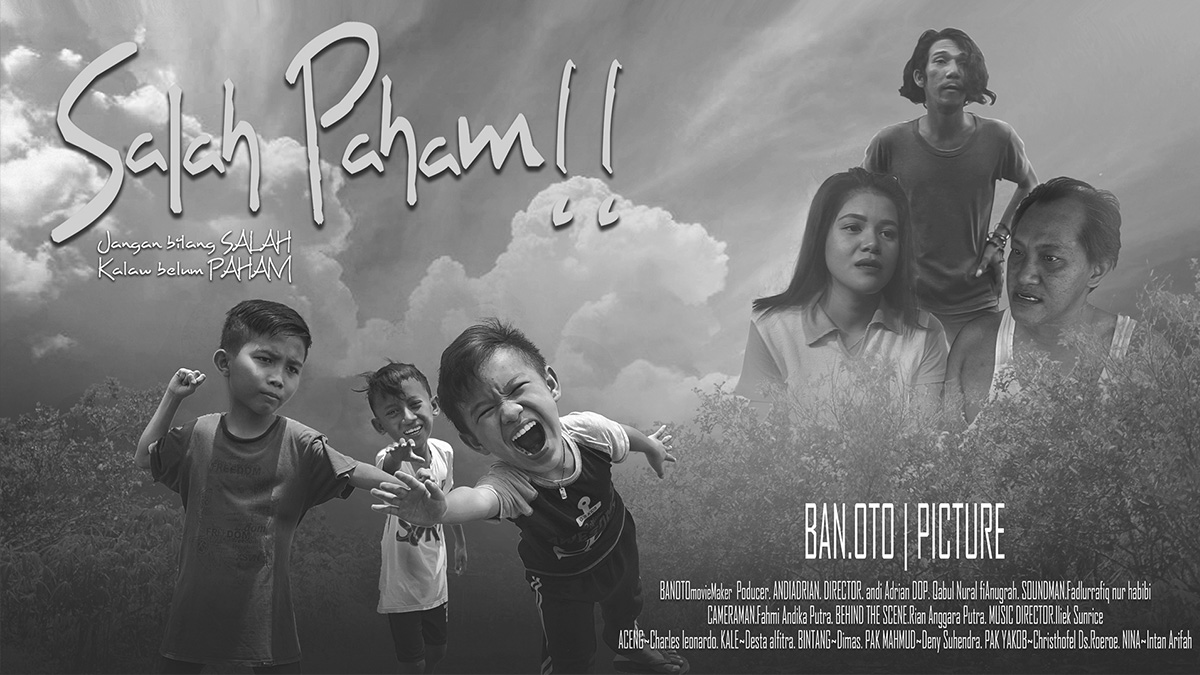 Salah Paham!!
Jangan bilang SALAH
Kalaw belum PAHAM
FREEDOM
BAN.OTO | PICTURE
BANOTOmovieMaker Poducer. ANDIADRIAN. DIRECTOR. andi Adrian DOP. Qabul Nural fiAnugrah. SOUNDMAN.Fadlurrafiq nur habibi
CAMERAMAN.Fahmi Andika Putra. BEHIND THE SCENE.Rian Anggara Putra. MUSIC DIRECTOR.Iliek Sunrice
ACENG~Charles leonardo. KALE~Desta alfitra. BINTANG~Dimas. PAK MAHMUD~Deny Suhendra. PAK YAKOB~Christhofel Ds.Roeroe. NINA~Intan Arifah